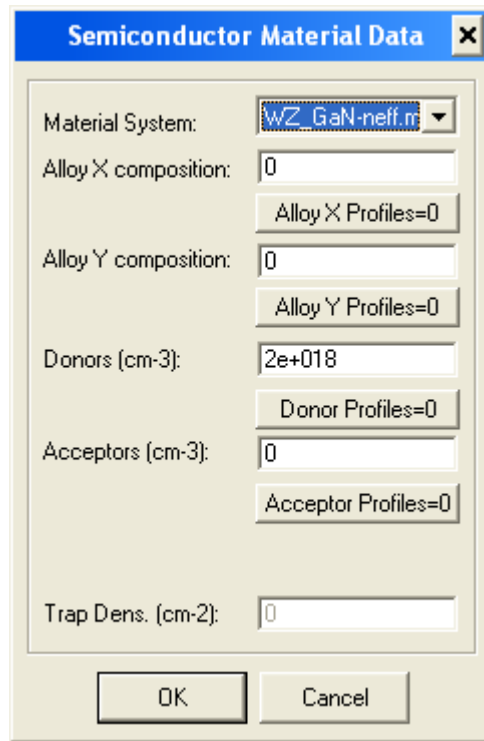 Semiconductor Material Data
Material System: WZ_GaN-neff.m
Alloy X composition: 0
Alloy X Profiles=0
Alloy Y composition: 0
Alloy Y Profiles=0
Donors (cm-3): 2e+018
Donor Profiles=0
Acceptors (cm-3): 0
Acceptor Profiles=0
Trap Dens. (cm-2): 0
OK Cancel